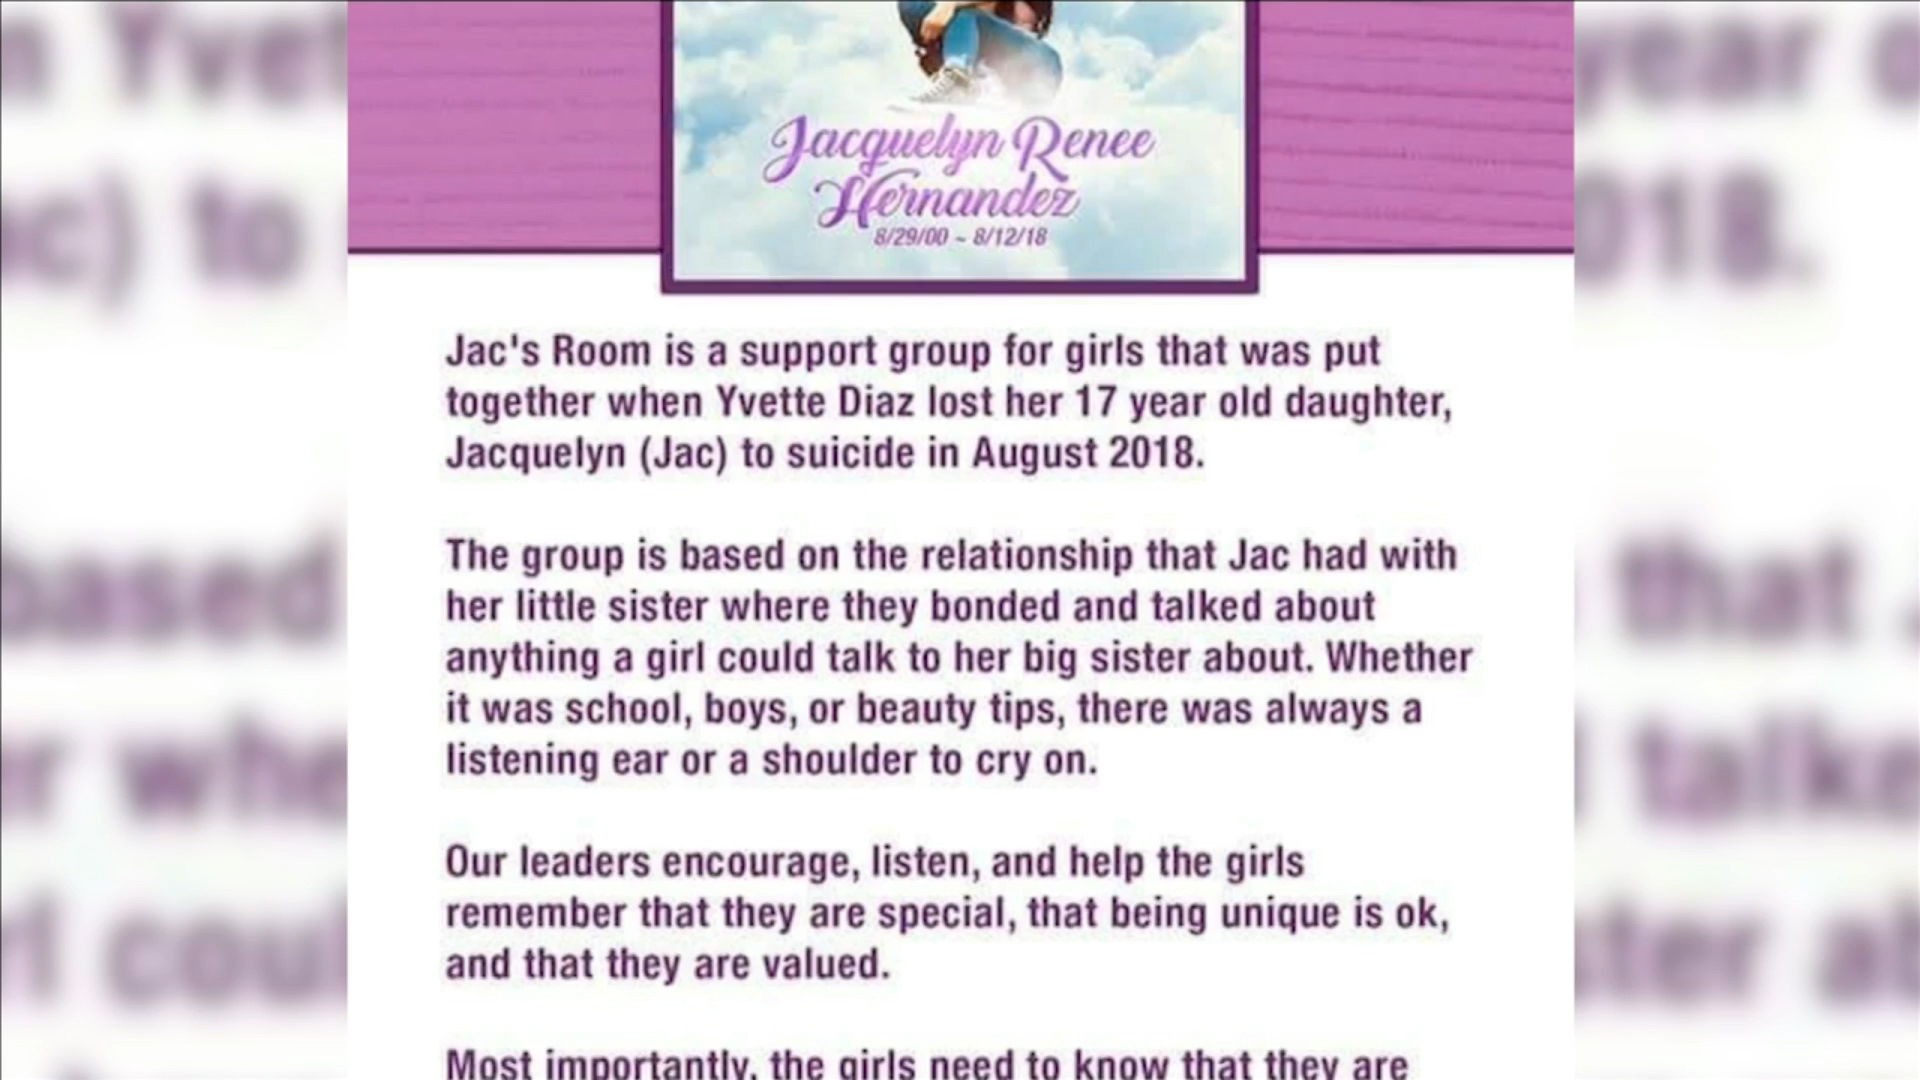 Jacquelyn Renee
Hernandez
8/29/00 ~ 8/12/18
Jac's Room is a support group for girls that was put
together when Yvette Diaz lost her 17 year old daughter,
Jacquelyn (Jac) to suicide in August 2018.
The group is based on the relationship that Jac had with
her little sister where they bonded and talked about
anything a girl could talk to her big sister about. Whether
it was school, boys, or beauty tips, there was always a
listening ear or a shoulder to cry on.
Our leaders encourage, listen, and help the girls
remember that they are special, that being unique is ok,
and that they are valued.
Most importantly, the girls need to know that they are